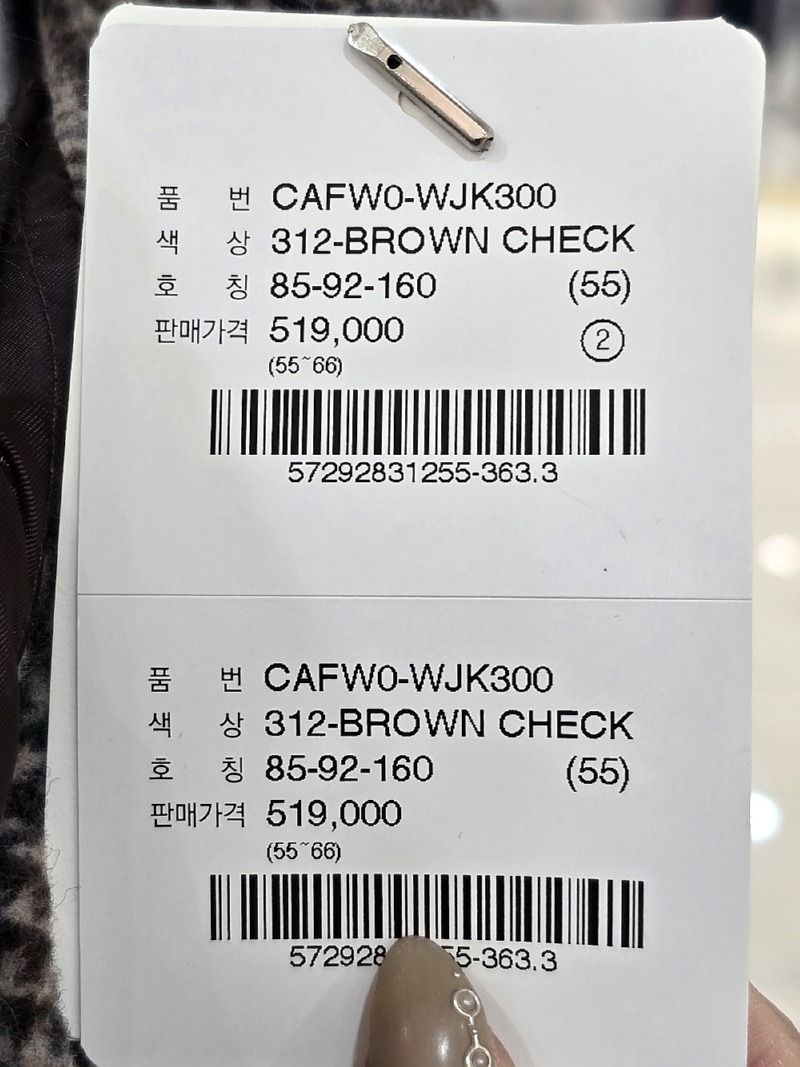 품 번 CAFW0-WJK300
색 상 312-BROWN CHECK
호 칭 85-92-160 (55)
판매가격 519,000 ②
(55~66)
57292831255-363.3
품 번 CAFW0-WJK300
색 상 312-BROWN CHECK
호 칭 85-92-160 (55)
판매가격 519,000
(55~66)
572928 55-363.3